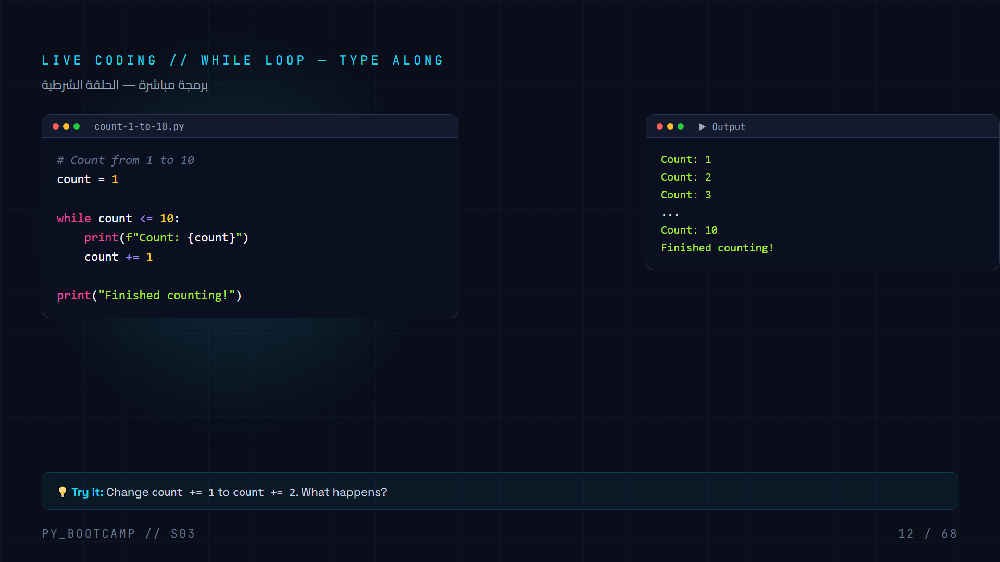 LIVE CODING // WHILE LOOP — TYPE ALONG
برمجة مباشرة — الحلقة الشرطية
count-1-to-10.py
# Count from 1 to 10
count = 1
while count <= 10:
    print(f"Count: {count}")
    count += 1
print("Finished counting!")
▶ Output
Count: 1
Count: 2
Count: 3
...
Count: 10
Finished counting!
💡 Try it: Change count += 1 to count += 2. What happens?
PY_BOOTCAMP // S03
12 / 68